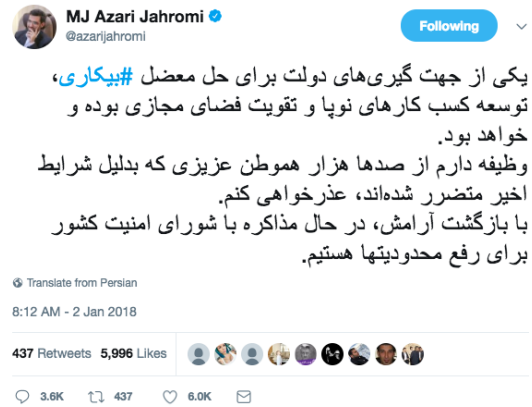 MJ Azari Jahromi
@azarijahromi
Following
یکی از جهت گیری‌های دولت برای حل معضل #بیکاری،
توسعه کسب کارهای نوپا و تقویت فضای مجازی بوده و
خواهد بود.
وظیفه دارم از صدها هزار هموطن عزیزی که بدلیل شرایط
اخیر متضرر شده‌اند، عذرخواهی کنم.
با بازگشت آرامش، در حال مذاکره با شورای امنیت کشور
برای رفع محدودیتها هستیم.
Translate from Persian
8:12 AM - 2 Jan 2018
437 Retweets 5,996 Likes
3.6K 437 6.0K